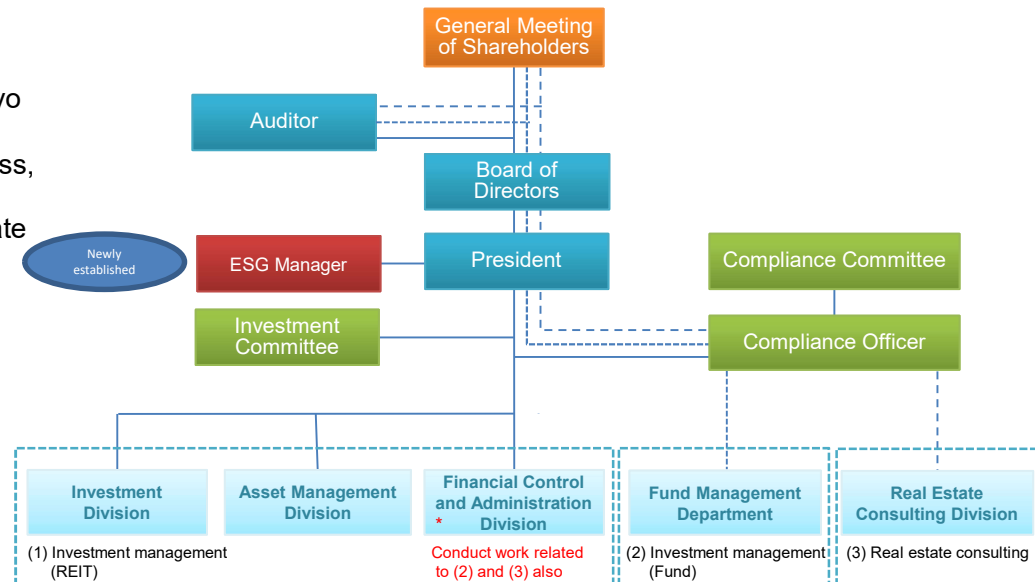 General Meeting
of Shareholders
yo
Auditor
ss,
Board of
Directors
ate
Newly
established
ESG Manager
President
Compliance Committee
Investment
Committee
Compliance Officer
Investment
Division
Asset Management
Division
Financial Control
and Administration
* Division
Fund Management
Department
Real Estate
Consulting Division
(1) Investment management
(REIT)
Conduct work related
to (2) and (3) also
(2) Investment management
(Fund)
(3) Real estate consulting